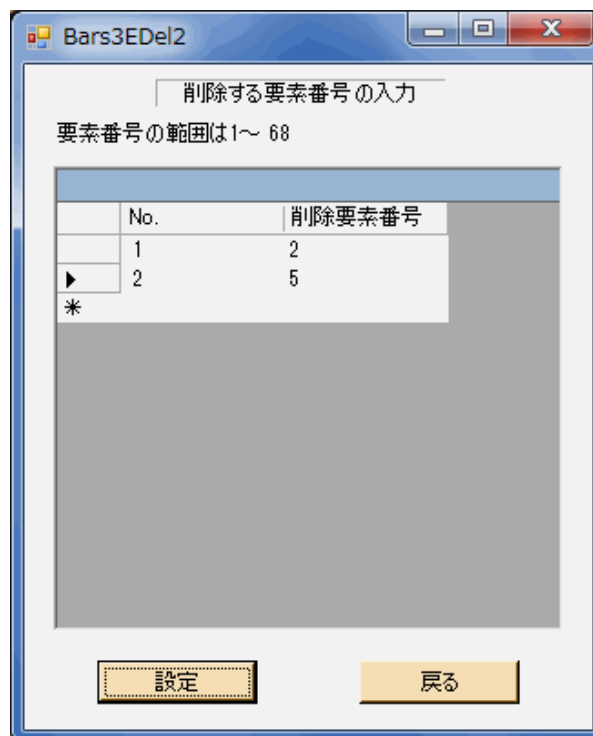 Bars3EDel2
削除する要素番号の入力
要素番号の範囲は1～ 68
No. 削除要素番号
1 2
2 5
設定 戻る